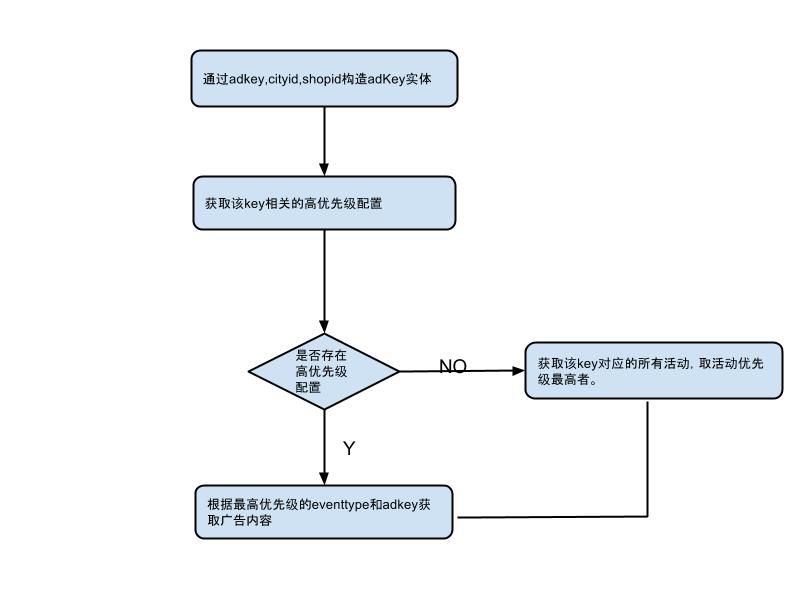 通过adkey,cityid,shopid构造adKey实体
获取该key相关的高优先级配置
是否存在
高优先级
配置
NO
获取该key对应的所有活动, 取活动优先
级最高者。
Y
根据最高优先级的eventtype和adkey获
取广告内容